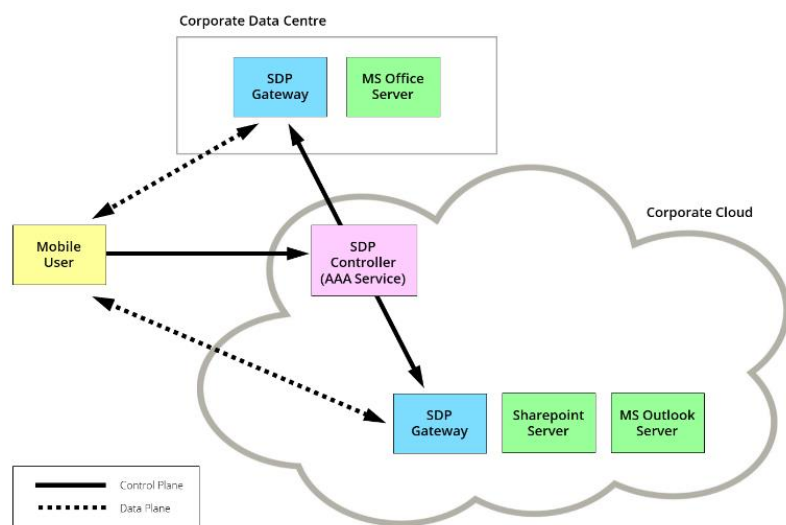 Corporate Data Centre
SDP
Gateway
MS Office
Server
Corporate Cloud
Mobile
User
SDP
Controller
(AAA Service)
SDP
Gateway
Sharepoint
Server
MS Outlook
Server
Control Plane
Data Plane